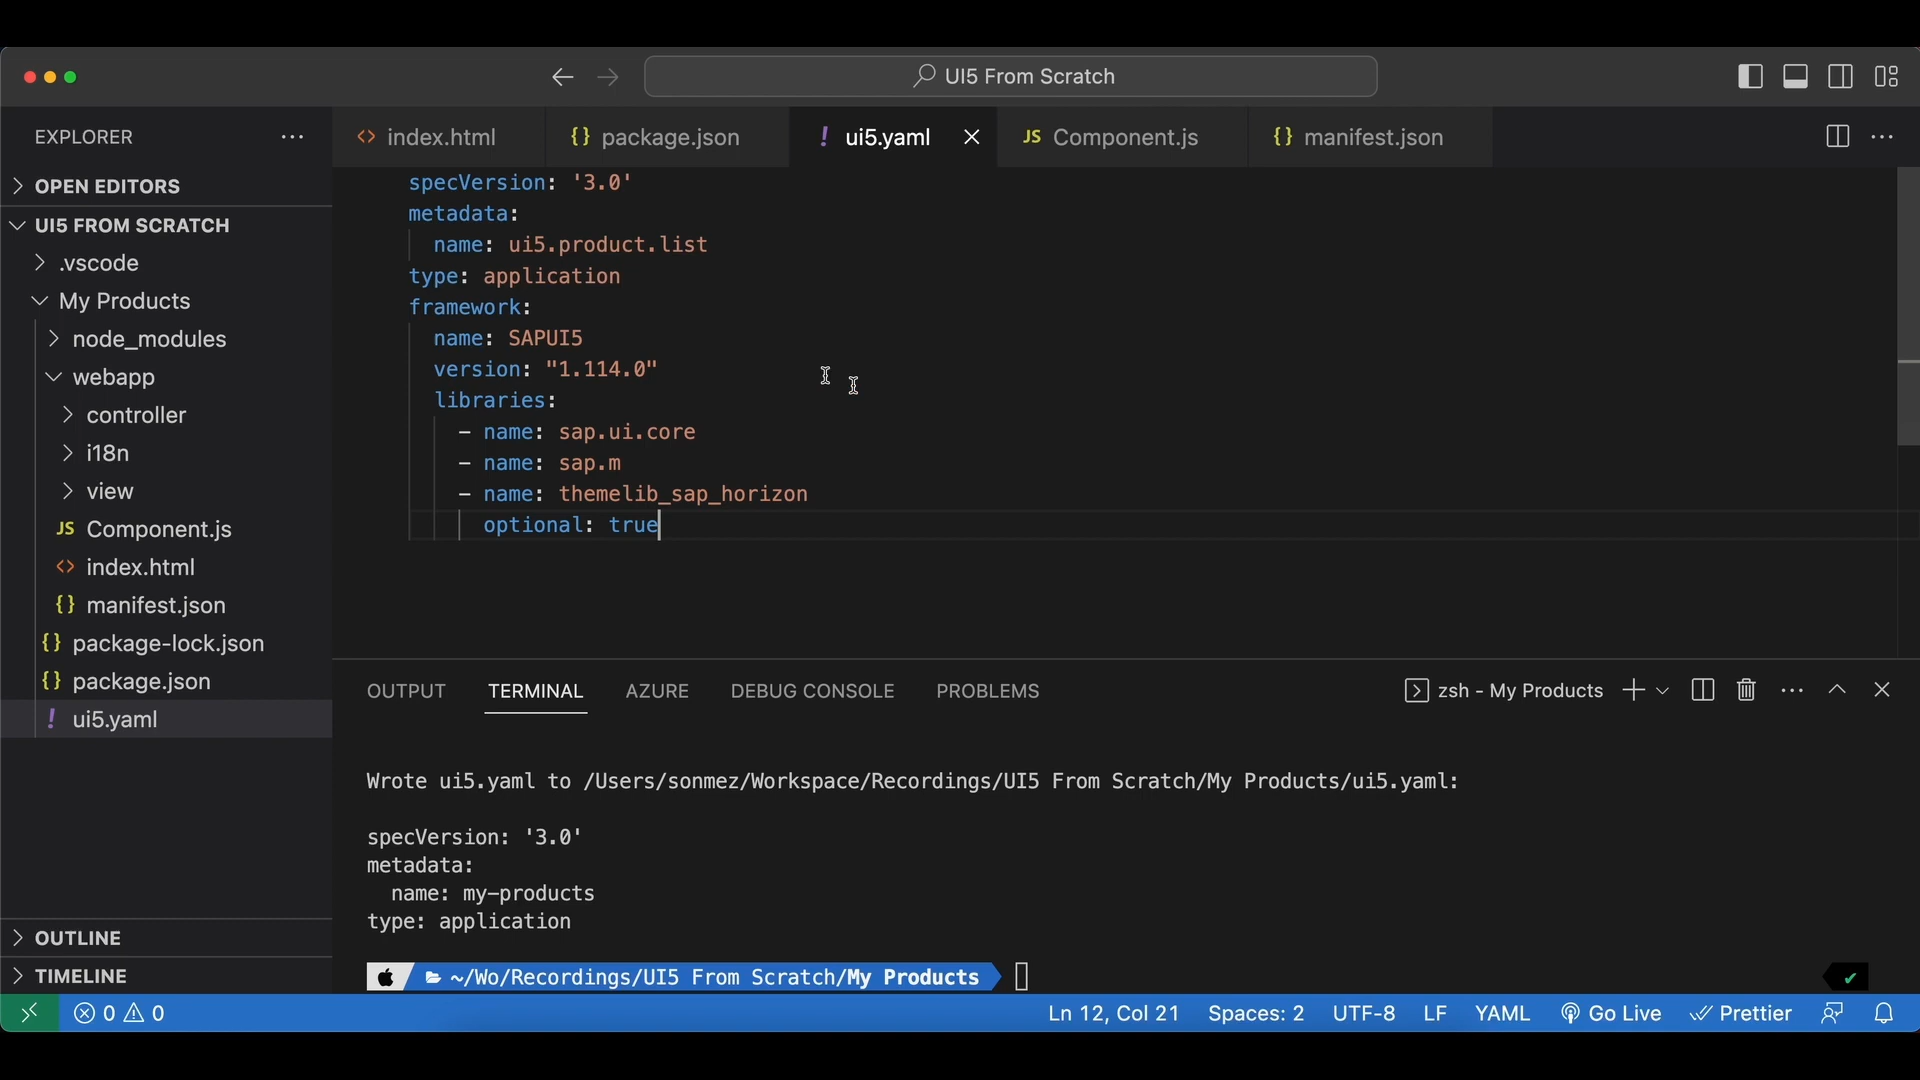 UI5 From Scratch
EXPLORER
OPEN EDITORS
UI5 FROM SCRATCH
.vscode
My Products
node_modules
webapp
controller
i18n
view
JS Component.js
<> index.html
{} manifest.json
{} package-lock.json
{} package.json
! ui5.yaml
OUTLINE
TIMELINE
<> index.html
{} package.json
! ui5.yaml
JS Component.js
{} manifest.json
specVersion: '3.0'
metadata:
  name: ui5.product.list
type: application
framework:
  name: SAPUI5
  version: "1.114.0"
  libraries:
    - name: sap.ui.core
    - name: sap.m
    - name: themelib_sap_horizon
      optional: true
OUTPUT TERMINAL AZURE DEBUG CONSOLE PROBLEMS
zsh - My Products
Wrote ui5.yaml to /Users/sonmez/Workspace/Recordings/UI5 From Scratch/My Products/ui5.yaml:
specVersion: '3.0'
metadata:
  name: my-products
type: application
~/Wo/Recordings/UI5 From Scratch/My Products
0 0 Ln 12, Col 21 Spaces: 2 UTF-8 LF YAML Go Live Prettier